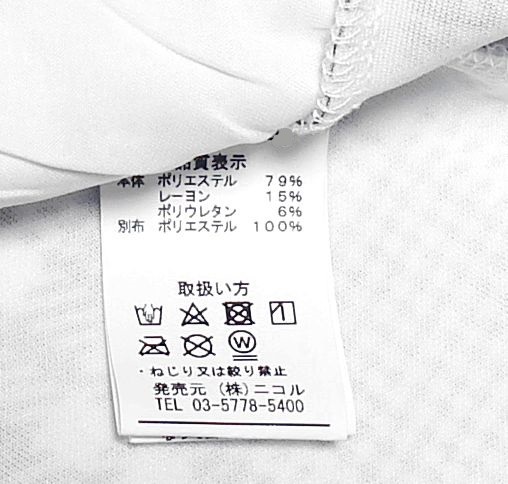 品質表示
本体 ポリエステル 79%
レーヨン 15%
ポリウレタン 6%
別布 ポリエステル 100%
取扱い方
W
・ねじり又は絞り禁止
発売元 (株)ニコル
TEL 03-5778-5400